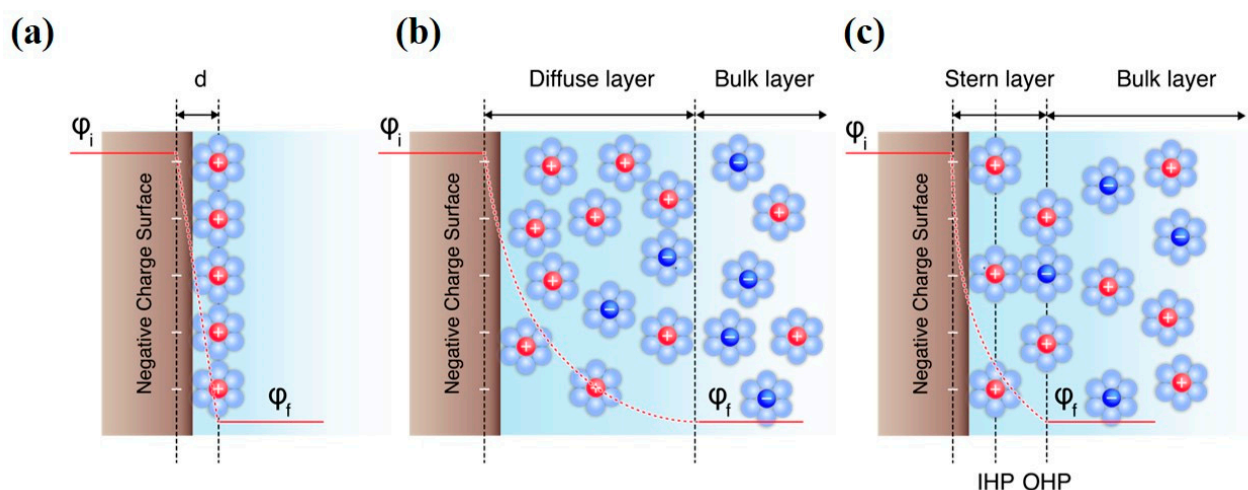 (a)
d
φi
Negative Charge Surface
+
+
+
+
+
φf
(b)
Diffuse layer
Bulk layer
φi
Negative Charge Surface
+
+
+
+
+
−
+
−
+
+
+
−
+
−
−
+
−
φf
(c)
Stern layer
Bulk layer
φi
Negative Charge Surface
+
+
+
+
−
+
−
+
−
+
+
−
+
φf
IHP OHP